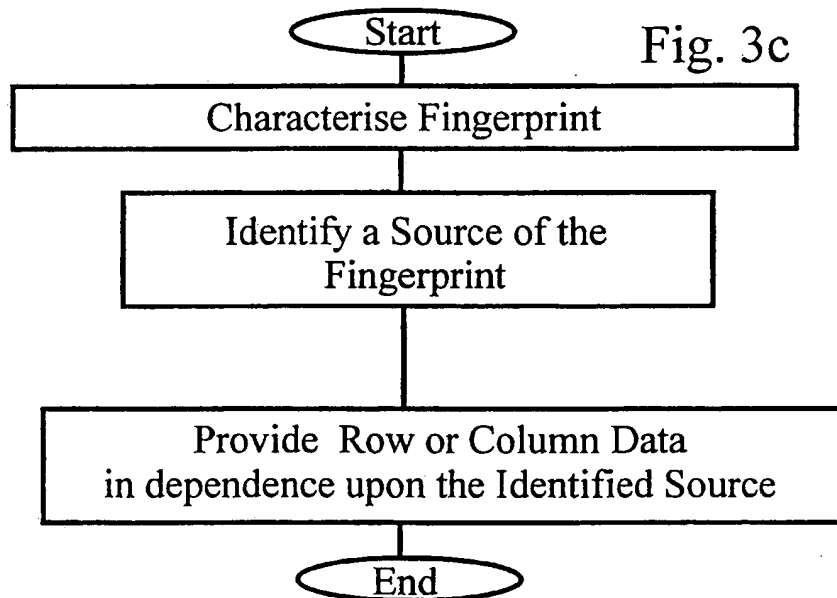 Start
Fig. 3c
Characterise Fingerprint
Identify a Source of the
Fingerprint
Provide Row or Column Data
in dependence upon the Identified Source
End